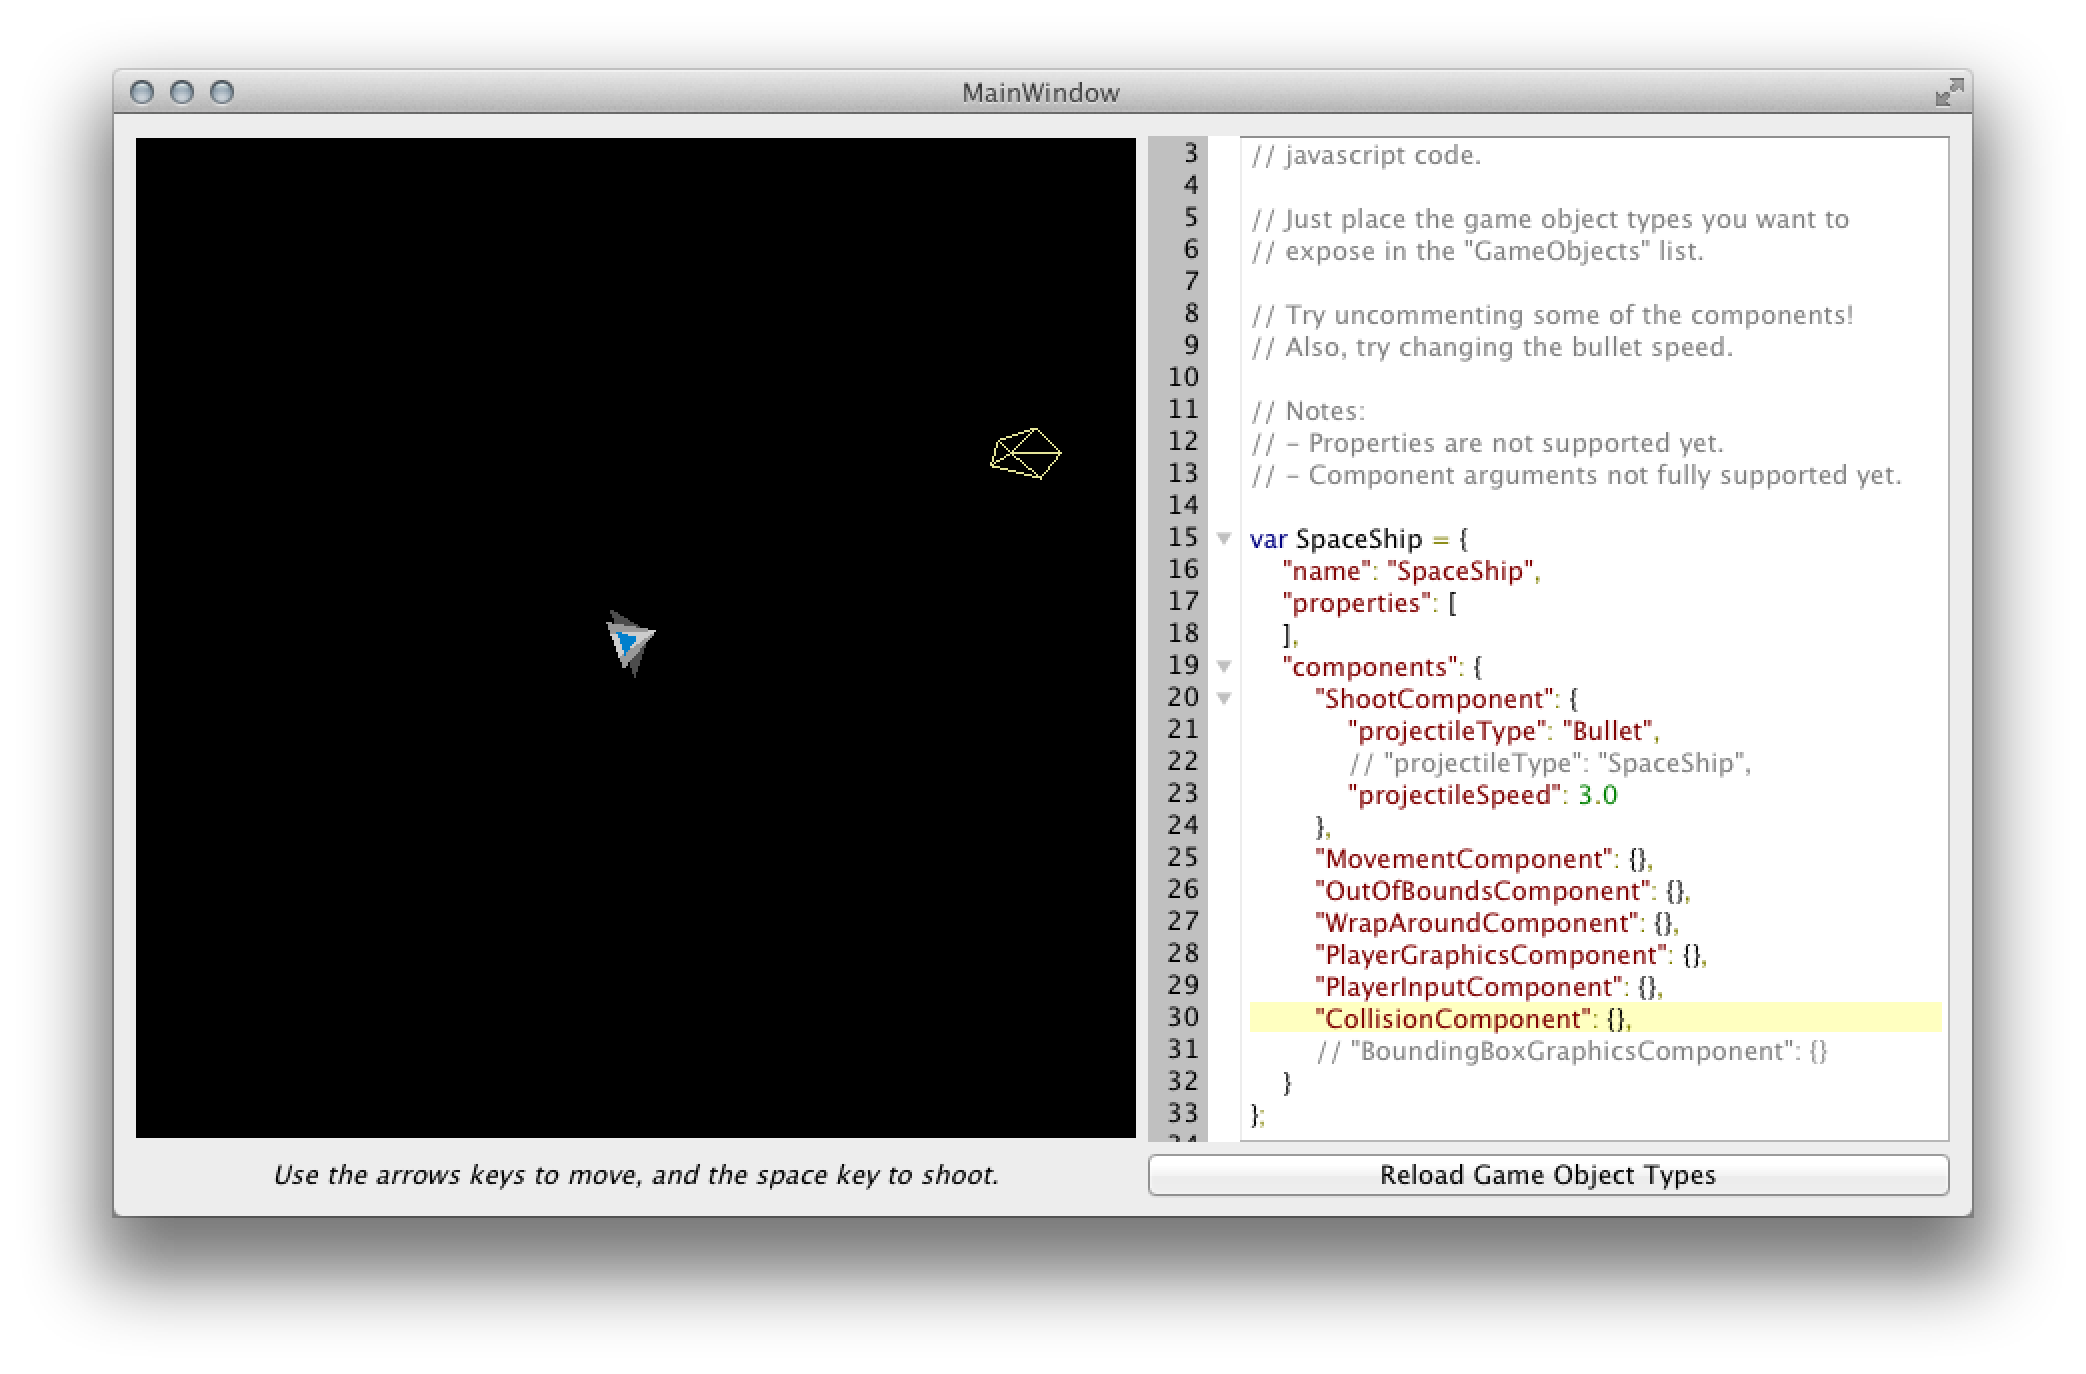 MainWindow
3 // javascript code.
4
5 // Just place the game object types you want to
6 // expose in the "GameObjects" list.
7
8 // Try uncommenting some of the components!
9 // Also, try changing the bullet speed.
10
11 // Notes:
12 // - Properties are not supported yet.
13 // - Component arguments not fully supported yet.
14
15 var SpaceShip = {
16 "name": "SpaceShip",
17 "properties": [
18 ],
19 "components": {
20 "ShootComponent": {
21 "projectileType": "Bullet",
22 // "projectileType": "SpaceShip",
23 "projectileSpeed": 3.0
24 },
25 "MovementComponent": {},
26 "OutOfBoundsComponent": {},
27 "WrapAroundComponent": {},
28 "PlayerGraphicsComponent": {},
29 "PlayerInputComponent": {},
30 "CollisionComponent": {},
31 // "BoundingBoxGraphicsComponent": {}
32 }
33 };
Use the arrows keys to move, and the space key to shoot.
Reload Game Object Types